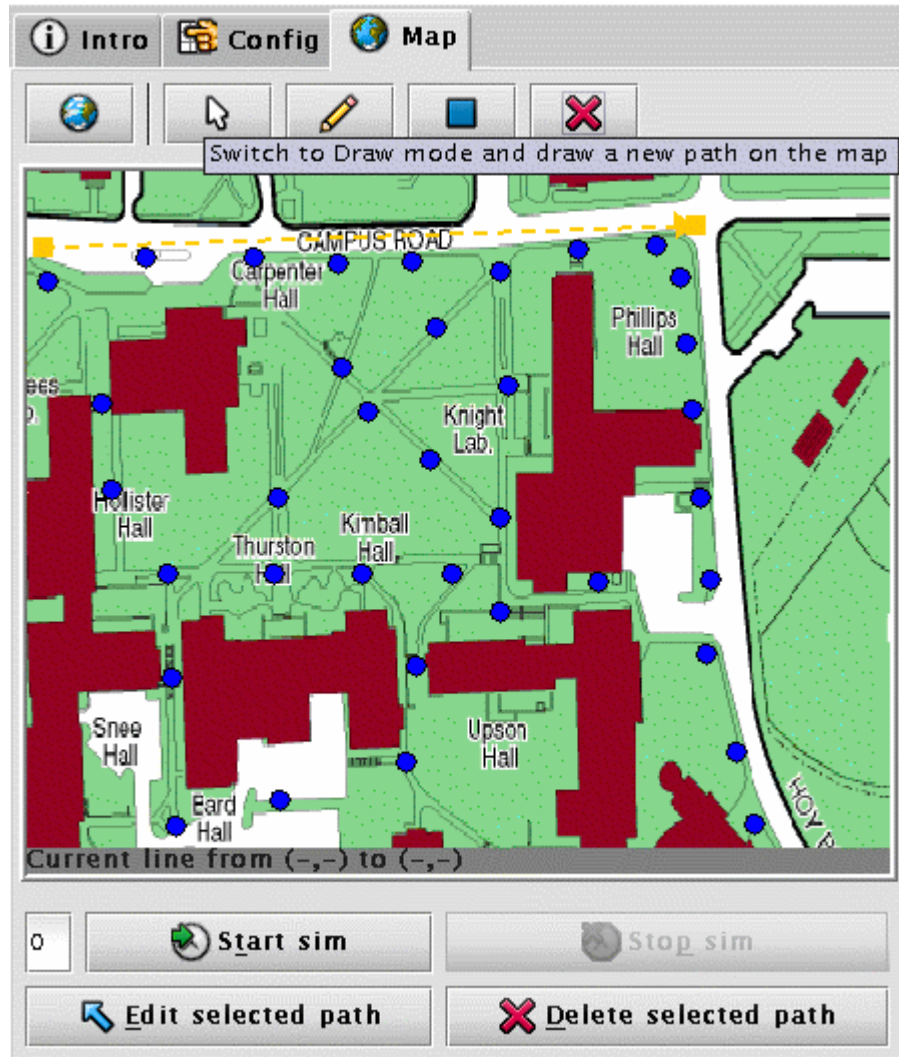 Intro Config Map
Switch to Draw mode and draw a new path on the map
CAMPUS ROAD
Carpenter
Hall
Phillips
Hall
ees
Knight
Lab.
Hollister
Hall
Kimball
Hall
Thurston
Hall
Snee
Hall
Upson
Hall
Bard
Hall
HOY
Current line from (-,-) to (-,-)
0 Start sim Stop sim
Edit selected path Delete selected path